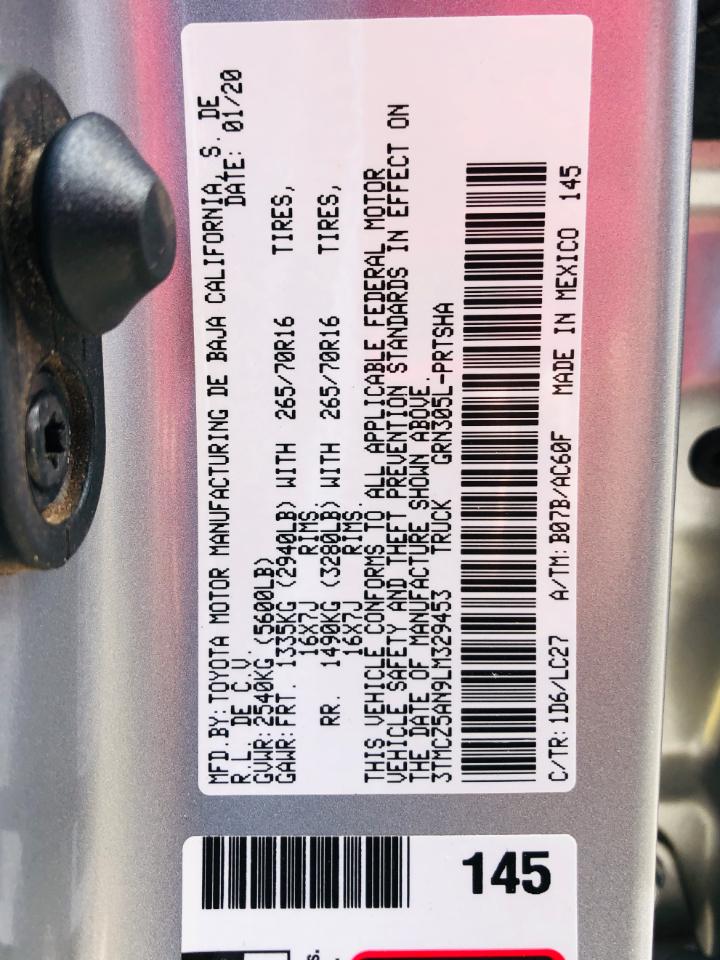 MFD.BY:TOYOTA MOTOR MANUFACTURING DE BAJA CALIFORNIA, S. DE
R.L. DE C.V. DATE: 01/20
GVWR:2540KG (5600LB)
GAWR:FRT. 1335KG (2940LB) WITH 265/70R16 TIRES,
16X7J RIMS.
RR. 1490KG (3280LB) WITH 265/70R16 TIRES,
16X7J RIMS.
THIS VEHICLE CONFORMS TO ALL APPLICABLE FEDERAL MOTOR
VEHICLE SAFETY AND THEFT PREVENTION STANDARDS IN EFFECT ON
THE DATE OF MANUFACTURE SHOWN ABOVE.
3TMCZ5AN9LM329453 TRUCK GRN305L-PRTSHA
C/TR:1D6/LC27 A/TM:B07B/AC60F MADE IN MEXICO 145
145